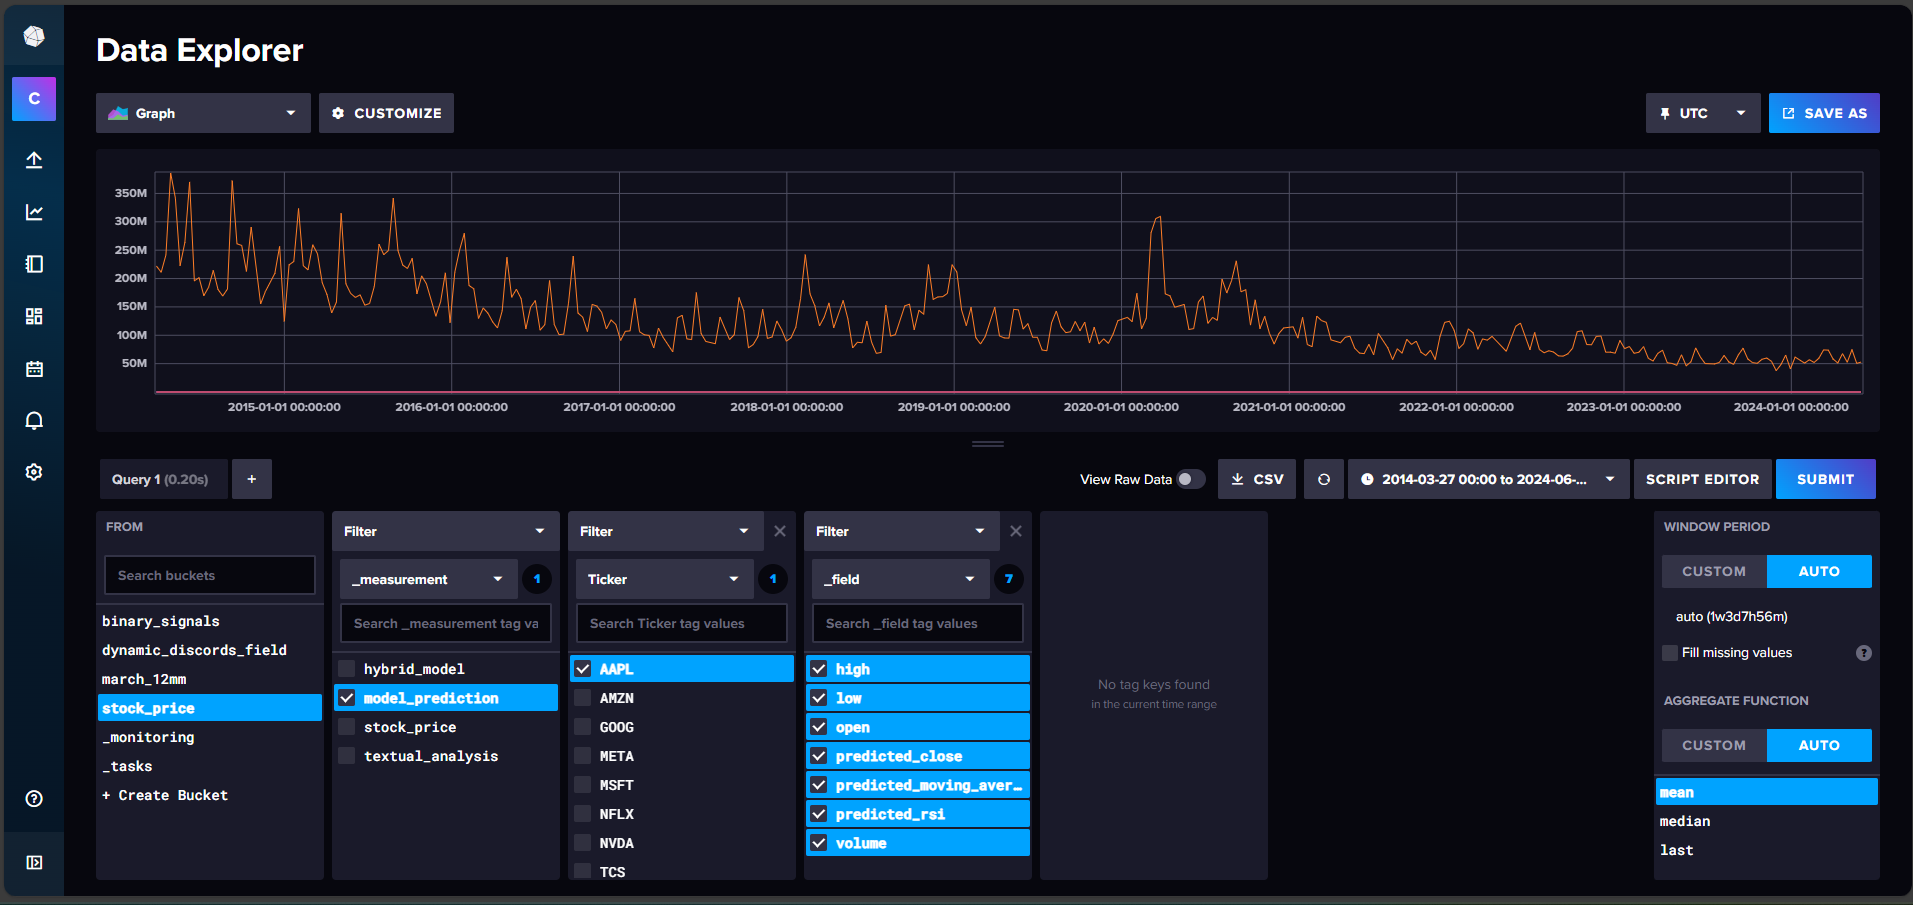 Data Explorer
C
Graph
CUSTOMIZE
UTC
SAVE AS
350M
300M
250M
200M
150M
100M
50M
2015-01-01 00:00:00
2016-01-01 00:00:00
2017-01-01 00:00:00
2018-01-01 00:00:00
2019-01-01 00:00:00
2020-01-01 00:00:00
2021-01-01 00:00:00
2022-01-01 00:00:00
2023-01-01 00:00:00
2024-01-01 00:00:00
Query 1 (0.20s)
+
View Raw Data
CSV
2014-03-27 00:00 to 2024-06-...
SCRIPT EDITOR
SUBMIT
FROM
Search buckets
binary_signals
dynamic_discords_field
march_12mm
stock_price
_monitoring
_tasks
+ Create Bucket
Filter
_measurement
1
Search _measurement tag va
hybrid_model
model_prediction
stock_price
textual_analysis
Filter
Ticker
1
Search Ticker tag values
AAPL
AMZN
GOOG
META
MSFT
NFLX
NVDA
TCS
Filter
_field
7
Search _field tag values
high
low
open
predicted_close
predicted_moving_aver...
predicted_rsi
volume
No tag keys found
in the current time range
WINDOW PERIOD
CUSTOM
AUTO
auto (1w3d7h56m)
Fill missing values
?
AGGREGATE FUNCTION
CUSTOM
AUTO
mean
median
last